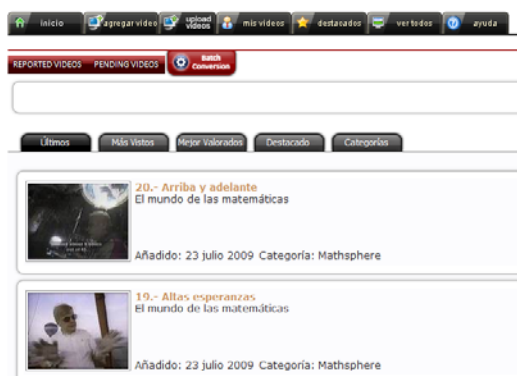 inicio agregar video upload videos mis videos destacados ver todos ayuda
REPORTED VIDEOS PENDING VIDEOS Batch Conversion
Últimos Más Vistos Mejor Valorados Destacado Categorías
20.- Arriba y adelante
El mundo de las matemáticas
Añadido: 23 julio 2009 Categoría: Mathsphere
19.- Altas esperanzas
El mundo de las matemáticas
Añadido: 23 julio 2009 Categoría: Mathsphere